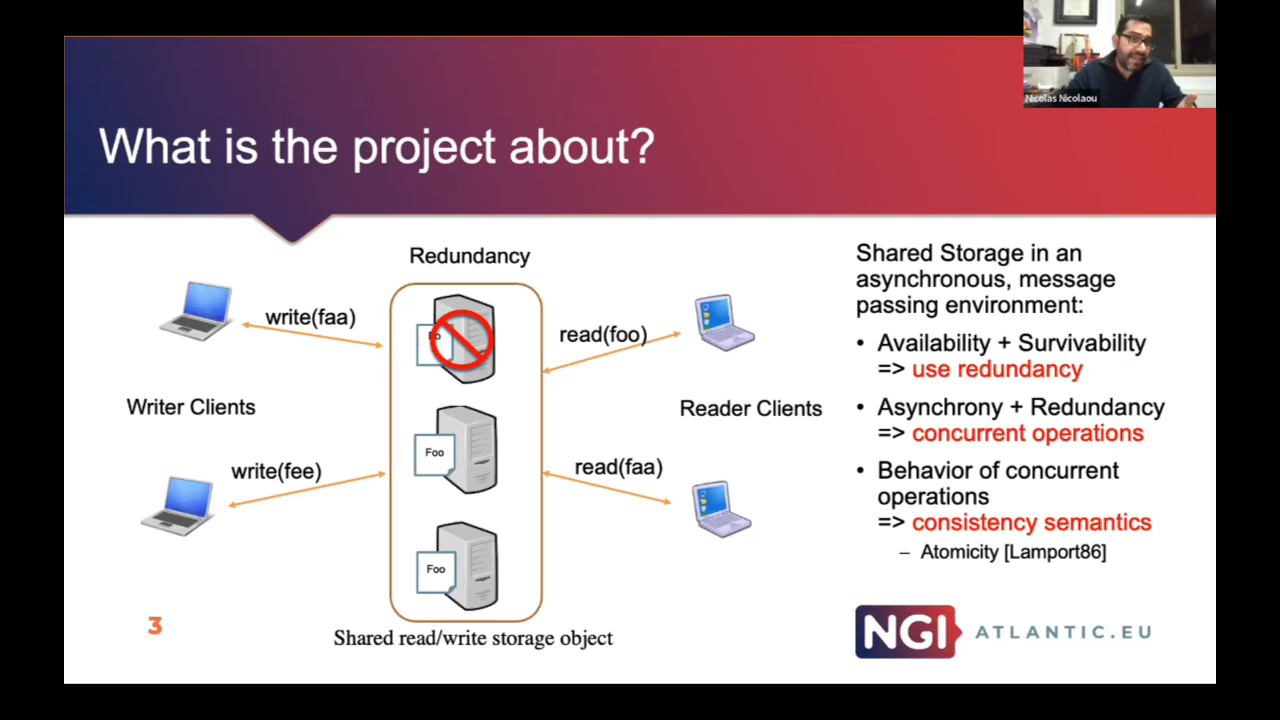 Nicolas Nicolaou
What is the project about?
Redundancy
write(faa)
read(foo)
Writer Clients
Reader Clients
write(fee)
read(faa)
Foo
Foo
Shared read/write storage object
3
Shared Storage in an
asynchronous, message
passing environment:
• Availability + Survivability
=> use redundancy
• Asynchrony + Redundancy
=> concurrent operations
• Behavior of concurrent
operations
=> consistency semantics
– Atomicity [Lamport86]
NGI ATLANTIC.EU